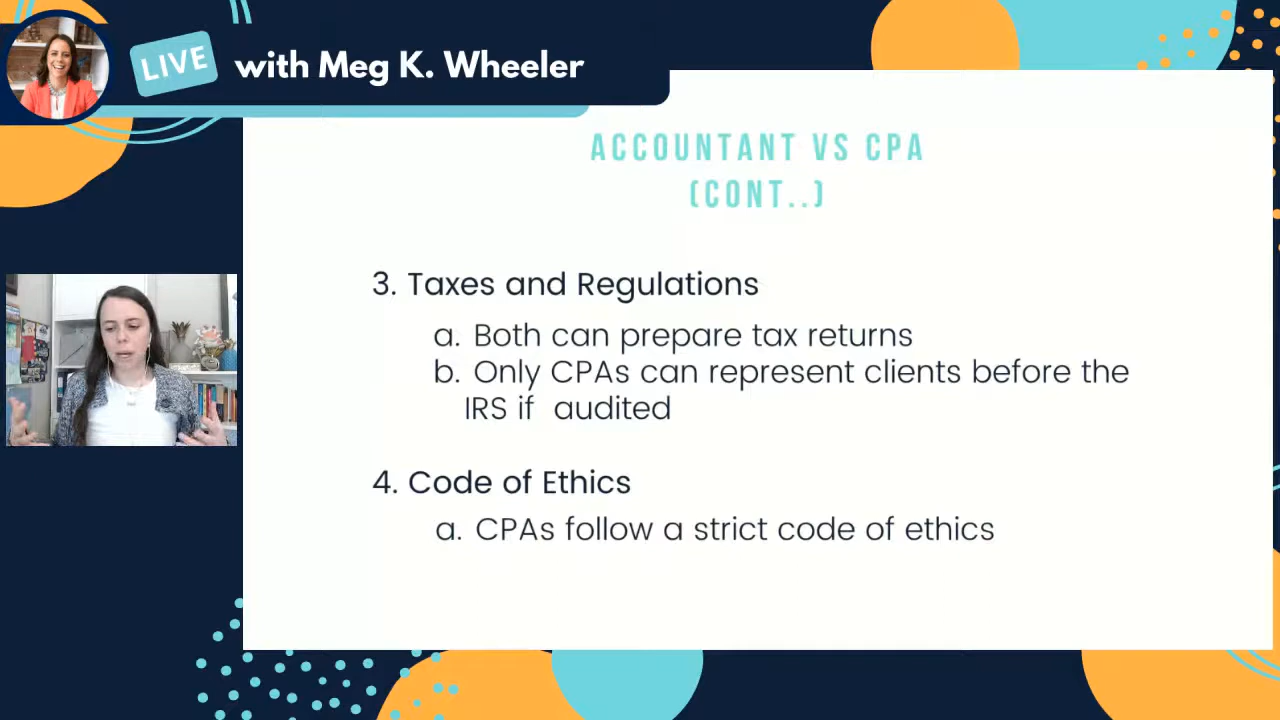 LIVE with Meg K. Wheeler
ACCOUNTANT VS CPA
(CONT..)
3. Taxes and Regulations
a. Both can prepare tax returns
b. Only CPAs can represent clients before the
IRS if audited
4. Code of Ethics
a. CPAs follow a strict code of ethics